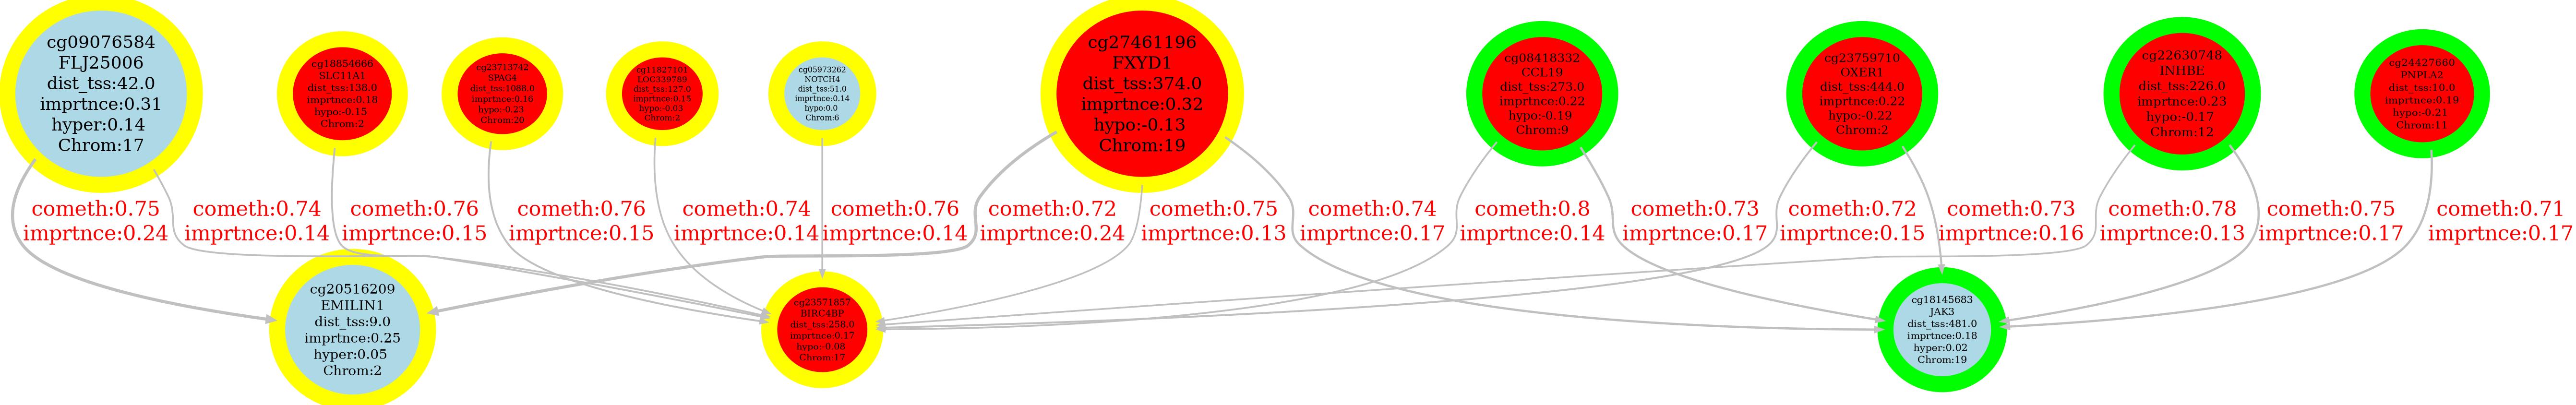 cg09076584
FLJ25006
dist_tss:42.0
imprtnce:0.31
hyper:0.14
Chrom:17
cg18854666
SLC11A1
dist_tss:138.0
imprtnce:0.18
hypo:-0.15
Chrom:2
cg23713742
SPAG4
dist_tss:1088.0
imprtnce:0.16
hypo:-0.23
Chrom:20
cg11827101
LOC339789
dist_tss:127.0
imprtnce:0.15
hypo:-0.03
Chrom:2
cg05973262
NOTCH4
dist_tss:51.0
imprtnce:0.14
hypo:0.0
Chrom:6
cg27461196
FXYD1
dist_tss:374.0
imprtnce:0.32
hypo:-0.13
Chrom:19
cg08418332
CCL19
dist_tss:273.0
imprtnce:0.22
hypo:-0.19
Chrom:9
cg23759710
OXER1
dist_tss:444.0
imprtnce:0.22
hypo:-0.22
Chrom:2
cg22630748
INHBE
dist_tss:226.0
imprtnce:0.23
hypo:-0.17
Chrom:12
cg24427660
PNPLA2
dist_tss:10.0
imprtnce:0.19
hypo:-0.21
Chrom:11
cometh:0.75
imprtnce:0.24
cometh:0.74
imprtnce:0.14
cometh:0.76
imprtnce:0.15
cometh:0.76
imprtnce:0.15
cometh:0.74
imprtnce:0.14
cometh:0.76
imprtnce:0.14
cometh:0.72
imprtnce:0.24
cometh:0.75
imprtnce:0.13
cometh:0.74
imprtnce:0.17
cometh:0.8
imprtnce:0.14
cometh:0.73
imprtnce:0.17
cometh:0.72
imprtnce:0.15
cometh:0.73
imprtnce:0.16
cometh:0.78
imprtnce:0.13
cometh:0.75
imprtnce:0.17
cometh:0.71
imprtnce:0.17
cg20516209
EMILIN1
dist_tss:9.0
imprtnce:0.25
hyper:0.05
Chrom:2
cg23571857
BIRC4BP
dist_tss:258.0
imprtnce:0.17
hypo:-0.08
Chrom:17
cg18145683
JAK3
dist_tss:481.0
imprtnce:0.18
hyper:0.02
Chrom:19